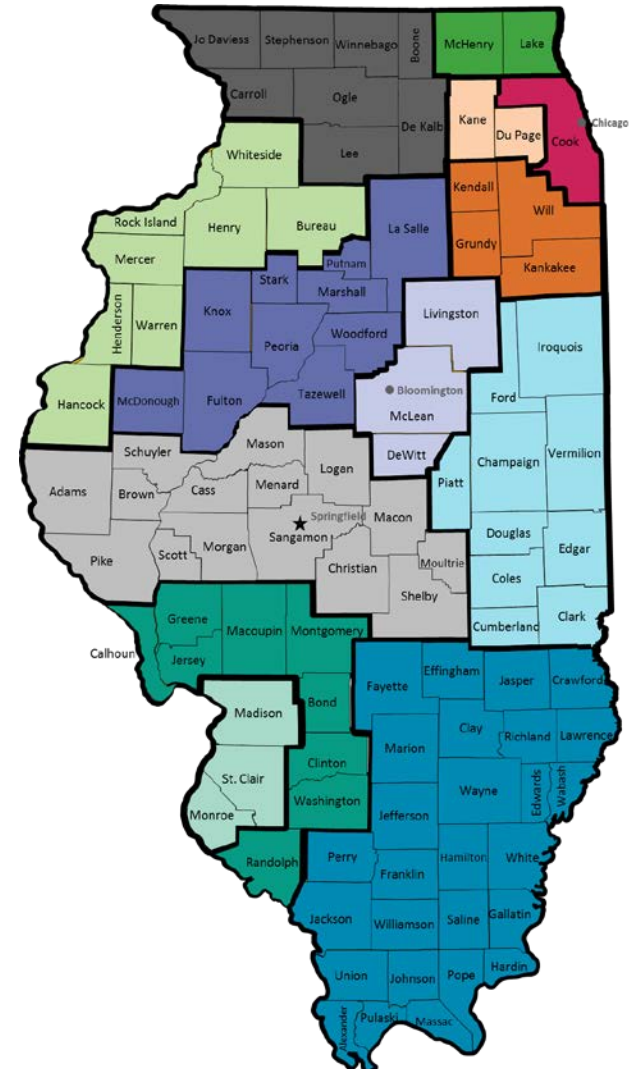 Jo Daviess
Stephenson
Winnebago
Boone
McHenry
Lake
Carroll
Ogle
De Kalb
Kane
Du Page
Cook
Chicago
Lee
Whiteside
Rock Island
Henry
Bureau
La Salle
Kendall
Will
Grundy
Kankakee
Mercer
Putnam
Stark
Marshall
Knox
Henderson
Warren
Peoria
Woodford
Livingston
Iroquois
Hancock
McDonough
Fulton
Tazewell
Bloomington
McLean
Ford
DeWitt
Champaign
Vermilion
Piatt
Schuyler
Mason
Logan
Adams
Brown
Cass
Menard
Macon
Springfield
Sangamon
Pike
Scott
Morgan
Christian
Moultrie
Shelby
Douglas
Edgar
Coles
Cumberland
Clark
Calhoun
Greene
Jersey
Macoupin
Montgomery
Fayette
Effingham
Jasper
Crawford
Madison
Bond
Clay
Richland
Lawrence
Marion
St. Clair
Clinton
Washington
Monroe
Wayne
Edwards
Wabash
Jefferson
Randolph
Perry
Hamilton
White
Franklin
Jackson
Williamson
Saline
Gallatin
Union
Johnson
Pope
Hardin
Alexander
Pulaski
Massac